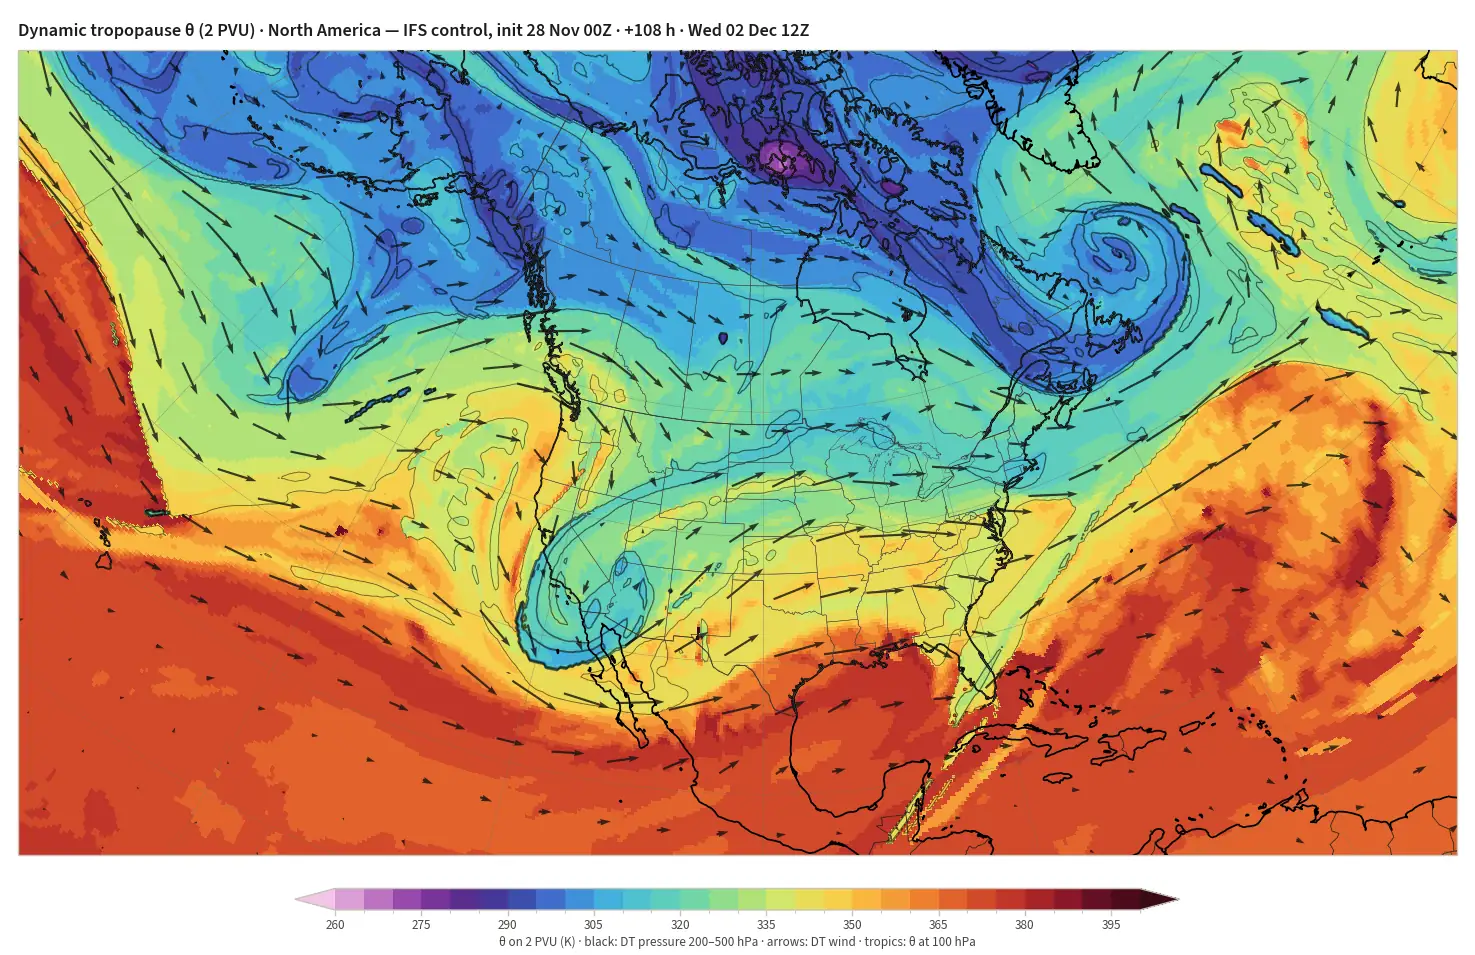 Dynamic tropopause θ (2 PVU) · North America — IFS control, init 28 Nov 00Z · +108 h · Wed 02 Dec 12Z
260 275 290 305 320 335 350 365 380 395
θ on 2 PVU (K) · black: DT pressure 200–500 hPa · arrows: DT wind · tropics: θ at 100 hPa